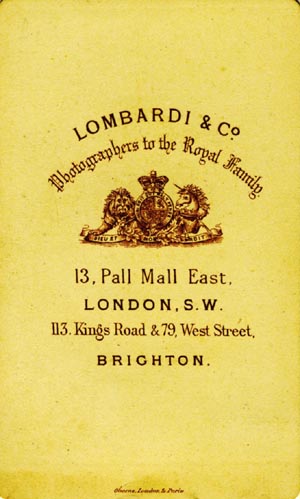 LOMBARDI & Co
Photographers to the Royal Family
DIEU ET MON DROIT
13, Pall Mall East,
LONDON, S.W.
113. Kings Road & 79, West Street,
BRIGHTON.
London & Paris